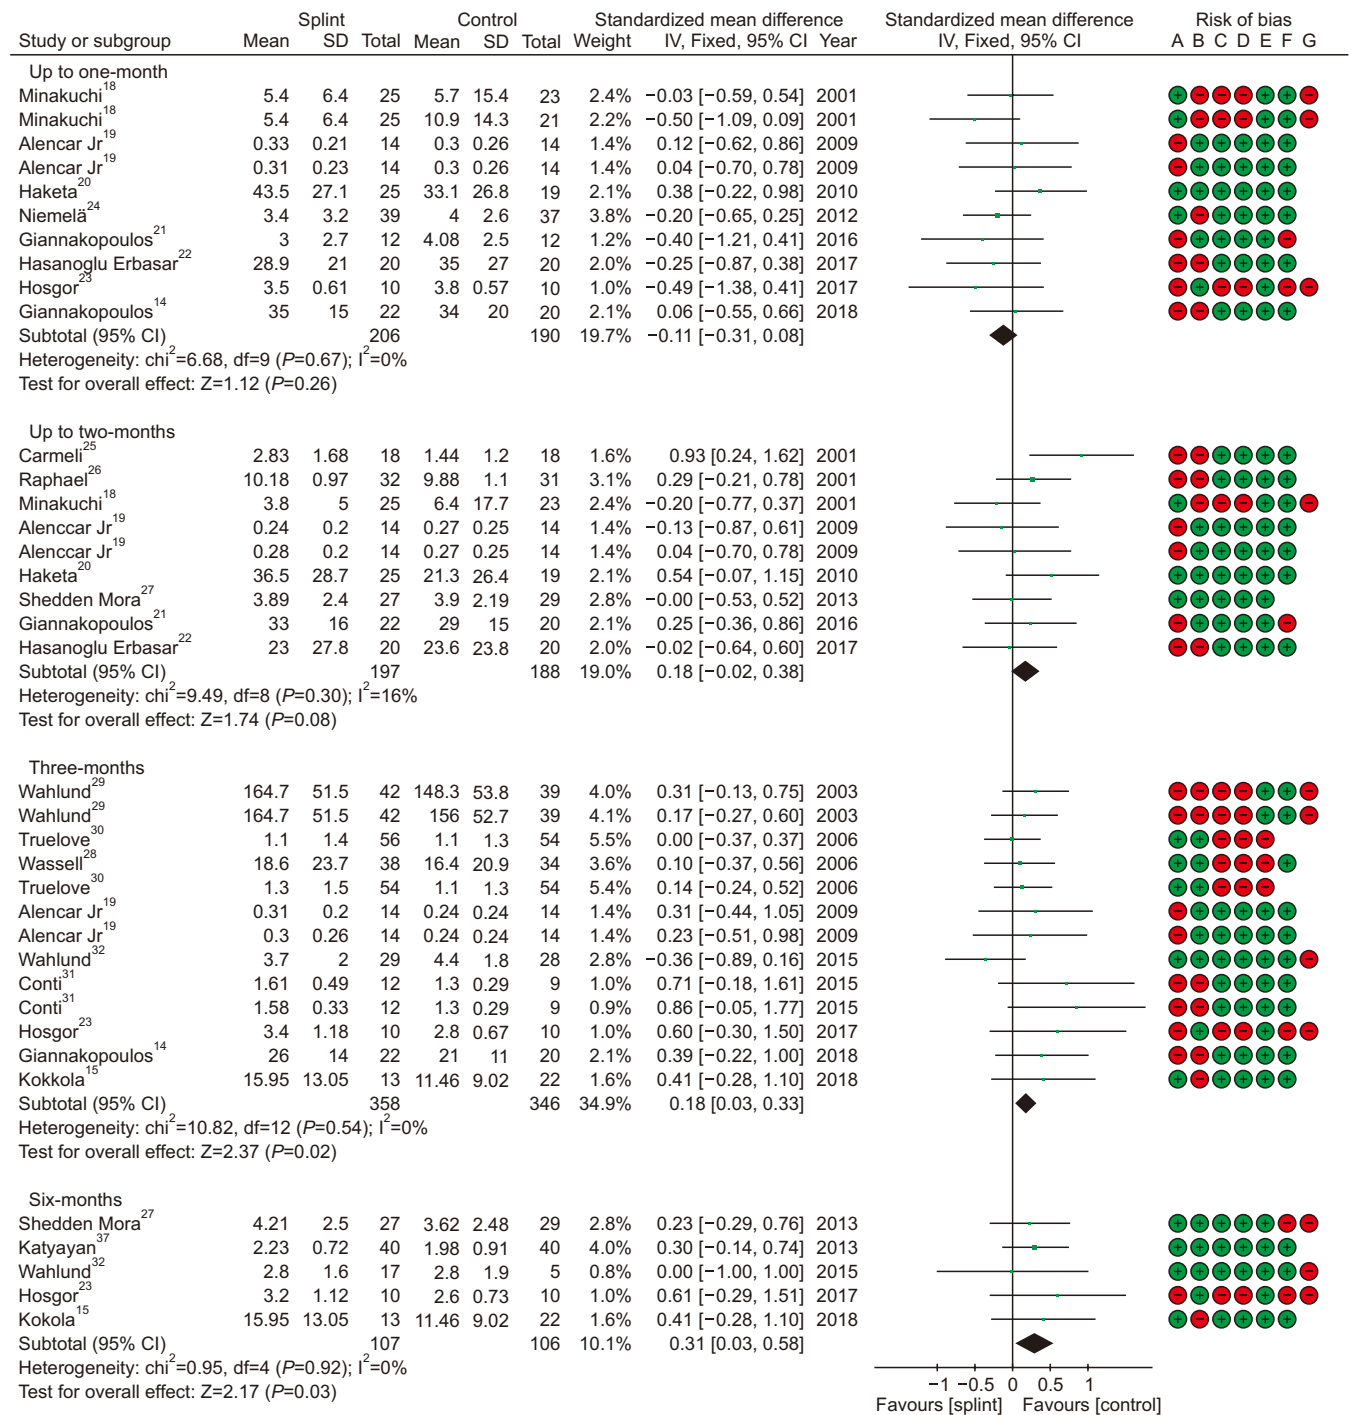 Splint Control Standardized mean difference Standardized mean difference Risk of bias
Study or subgroup Mean SD Total Mean SD Total Weight IV, Fixed, 95% CI Year IV, Fixed, 95% CI A B C D E F G
Up to one-month
Minakuchi18 5.4 6.4 25 5.7 15.4 23 2.4% −0.03 [−0.59, 0.54] 2001 + − − − + + −
Minakuchi18 5.4 6.4 25 10.9 14.3 21 2.2% −0.50 [−1.09, 0.09] 2001 + − − − + + −
Alencar Jr19 0.33 0.21 14 0.3 0.26 14 1.4% 0.12 [−0.62, 0.86] 2009 − + + + + +
Alencar Jr19 0.31 0.23 14 0.3 0.26 14 1.4% 0.04 [−0.70, 0.78] 2009 − + + + + +
Haketa20 43.5 27.1 25 33.1 26.8 19 2.1% 0.38 [−0.22, 0.98] 2010 + + + + + +
Niemelä24 3.4 3.2 39 4 2.6 37 3.8% −0.20 [−0.65, 0.25] 2012 + − + + + +
Giannakopoulos21 3 2.7 12 4.08 2.5 12 1.2% −0.40 [−1.21, 0.41] 2016 − + + + + −
Hasanoglu Erbasar22 28.9 21 20 35 27 20 2.0% −0.25 [−0.87, 0.38] 2017 − − + + + +
Hosgor23 3.5 0.61 10 3.8 0.57 10 1.0% −0.49 [−1.38, 0.41] 2017 − + − − + − −
Giannakopoulos14 35 15 22 34 20 20 2.1% 0.06 [−0.55, 0.66] 2018 − − + + + +
Subtotal (95% CI) 206 190 19.7% −0.11 [−0.31, 0.08]
Heterogeneity: chi2=6.68, df=9 (P=0.67); I2=0%
Test for overall effect: Z=1.12 (P=0.26)
Up to two-months
Carmeli25 2.83 1.68 18 1.44 1.2 18 1.6% 0.93 [0.24, 1.62] 2001 − − + + + +
Raphael26 10.18 0.97 32 9.88 1.1 31 3.1% 0.29 [−0.21, 0.78] 2001 − − + + + +
Minakuchi18 3.8 5 25 6.4 17.7 23 2.4% −0.20 [−0.77, 0.37] 2001 + − − − + + −
Alenccar Jr19 0.24 0.2 14 0.27 0.25 14 1.4% −0.13 [−0.87, 0.61] 2009 − + + + + +
Alenccar Jr19 0.28 0.2 14 0.27 0.25 14 1.4% 0.04 [−0.70, 0.78] 2009 − + + + + +
Haketa20 36.5 28.7 25 21.3 26.4 19 2.1% 0.54 [−0.07, 1.15] 2010 + + + + + +
Shedden Mora27 3.89 2.4 27 3.9 2.19 29 2.8% −0.00 [−0.53, 0.52] 2013 + + + + +
Giannakopoulos21 33 16 22 29 15 20 2.1% 0.25 [−0.36, 0.86] 2016 − + + + + −
Hasanoglu Erbasar22 23 27.8 20 23.6 23.8 20 2.0% −0.02 [−0.64, 0.60] 2017 − − + + + +
Subtotal (95% CI) 197 188 19.0% 0.18 [−0.02, 0.38]
Heterogeneity: chi2=9.49, df=8 (P=0.30); I2=16%
Test for overall effect: Z=1.74 (P=0.08)
Three-months
Wahlund29 164.7 51.5 42 148.3 53.8 39 4.0% 0.31 [−0.13, 0.75] 2003 − − − − + + −
Wahlund29 164.7 51.5 42 156 52.7 39 4.1% 0.17 [−0.27, 0.60] 2003 − − − − + + −
Truelove30 1.1 1.4 56 1.1 1.3 54 5.5% 0.00 [−0.37, 0.37] 2006 + + − − −
Wassell28 18.6 23.7 38 16.4 20.9 34 3.6% 0.10 [−0.37, 0.56] 2006 + + − − − +
Truelove30 1.3 1.5 54 1.1 1.3 54 5.4% 0.14 [−0.24, 0.52] 2006 + + − − −
Alencar Jr19 0.31 0.2 14 0.24 0.24 14 1.4% 0.31 [−0.44, 1.05] 2009 − + + + + +
Alencar Jr19 0.3 0.26 14 0.24 0.24 14 1.4% 0.23 [−0.51, 0.98] 2009 − + + + + +
Wahlund32 3.7 2 29 4.4 1.8 28 2.8% −0.36 [−0.89, 0.16] 2015 + + + + + + −
Conti31 1.61 0.49 12 1.3 0.29 9 1.0% 0.71 [−0.18, 1.61] 2015 − − + + + +
Conti31 1.58 0.33 12 1.3 0.29 9 0.9% 0.86 [−0.05, 1.77] 2015 − − + + + +
Hosgor23 3.4 1.18 10 2.8 0.67 10 1.0% 0.60 [−0.30, 1.50] 2017 − + − − + − −
Giannakopoulos14 26 14 22 21 11 20 2.1% 0.39 [−0.22, 1.00] 2018 − − + + + +
Kokkola15 15.95 13.05 13 11.46 9.02 22 1.6% 0.41 [−0.28, 1.10] 2018 + − + + + +
Subtotal (95% CI) 358 346 34.9% 0.18 [0.03, 0.33]
Heterogeneity: chi2=10.82, df=12 (P=0.54); I2=0%
Test for overall effect: Z=2.37 (P=0.02)
Six-months
Shedden Mora27 4.21 2.5 27 3.62 2.48 29 2.8% 0.23 [−0.29, 0.76] 2013 + + + + + − −
Katyayan37 2.23 0.72 40 1.98 0.91 40 4.0% 0.30 [−0.14, 0.74] 2013 + + + + + +
Wahlund32 2.8 1.6 17 2.8 1.9 5 0.8% 0.00 [−1.00, 1.00] 2015 + + + + + + −
Hosgor23 3.2 1.12 10 2.6 0.73 10 1.0% 0.61 [−0.29, 1.51] 2017 − + − − + − −
Kokola15 15.95 13.05 13 11.46 9.02 22 1.6% 0.41 [−0.28, 1.10] 2018 + − + + + +
Subtotal (95% CI) 107 106 10.1% 0.31 [0.03, 0.58]
Heterogeneity: chi2=0.95, df=4 (P=0.92); I2=0%
Test for overall effect: Z=2.17 (P=0.03)
−1 −0.5 0 0.5 1
Favours [splint] Favours [control]